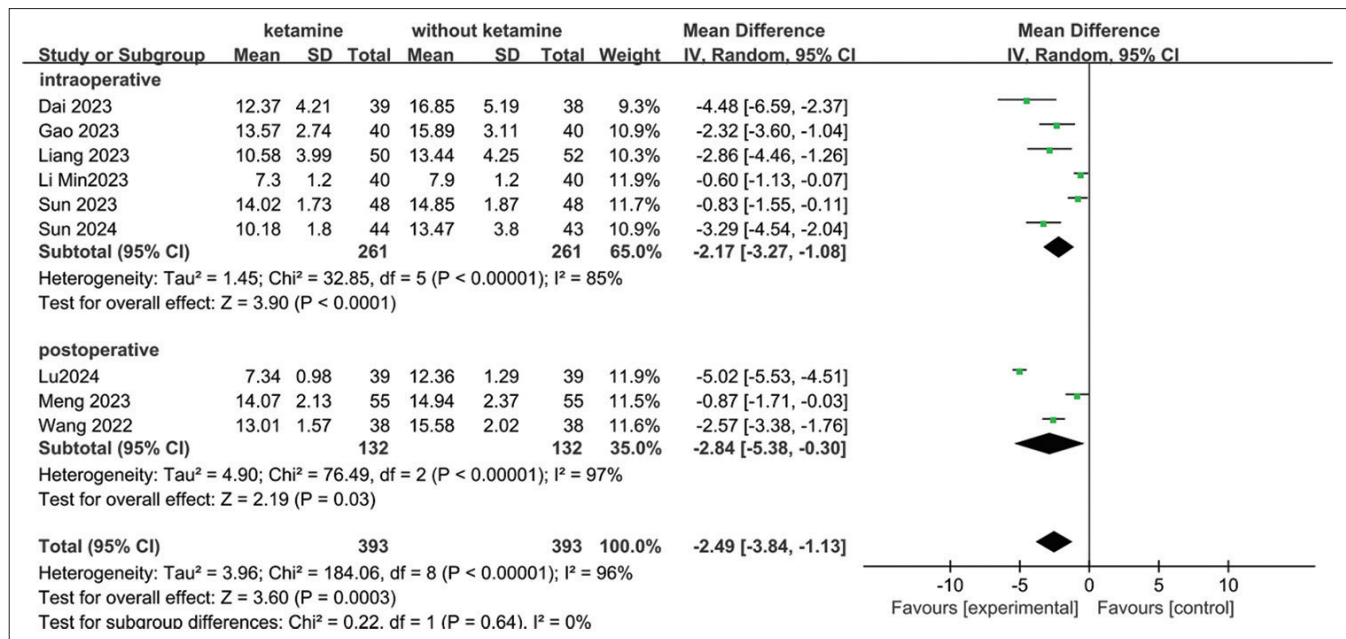 ketamine without ketamine Mean Difference Mean Difference
Study or Subgroup Mean SD Total Mean SD Total Weight IV, Random, 95% CI IV, Random, 95% CI
intraoperative
Dai 2023 12.37 4.21 39 16.85 5.19 38 9.3% -4.48 [-6.59, -2.37]
Gao 2023 13.57 2.74 40 15.89 3.11 40 10.9% -2.32 [-3.60, -1.04]
Liang 2023 10.58 3.99 50 13.44 4.25 52 10.3% -2.86 [-4.46, -1.26]
Li Min2023 7.3 1.2 40 7.9 1.2 40 11.9% -0.60 [-1.13, -0.07]
Sun 2023 14.02 1.73 48 14.85 1.87 48 11.7% -0.83 [-1.55, -0.11]
Sun 2024 10.18 1.8 44 13.47 3.8 43 10.9% -3.29 [-4.54, -2.04]
Subtotal (95% CI) 261 261 65.0% -2.17 [-3.27, -1.08]
Heterogeneity: Tau² = 1.45; Chi² = 32.85, df = 5 (P < 0.00001); I² = 85%
Test for overall effect: Z = 3.90 (P < 0.0001)
postoperative
Lu2024 7.34 0.98 39 12.36 1.29 39 11.9% -5.02 [-5.53, -4.51]
Meng 2023 14.07 2.13 55 14.94 2.37 55 11.5% -0.87 [-1.71, -0.03]
Wang 2022 13.01 1.57 38 15.58 2.02 38 11.6% -2.57 [-3.38, -1.76]
Subtotal (95% CI) 132 132 35.0% -2.84 [-5.38, -0.30]
Heterogeneity: Tau² = 4.90; Chi² = 76.49, df = 2 (P < 0.00001); I² = 97%
Test for overall effect: Z = 2.19 (P = 0.03)
Total (95% CI) 393 393 100.0% -2.49 [-3.84, -1.13]
Heterogeneity: Tau² = 3.96; Chi² = 184.06, df = 8 (P < 0.00001); I² = 96%
Test for overall effect: Z = 3.60 (P = 0.0003)
Test for subgroup differences: Chi² = 0.22, df = 1 (P = 0.64), I² = 0%
-10 -5 0 5 10
Favours [experimental] Favours [control]